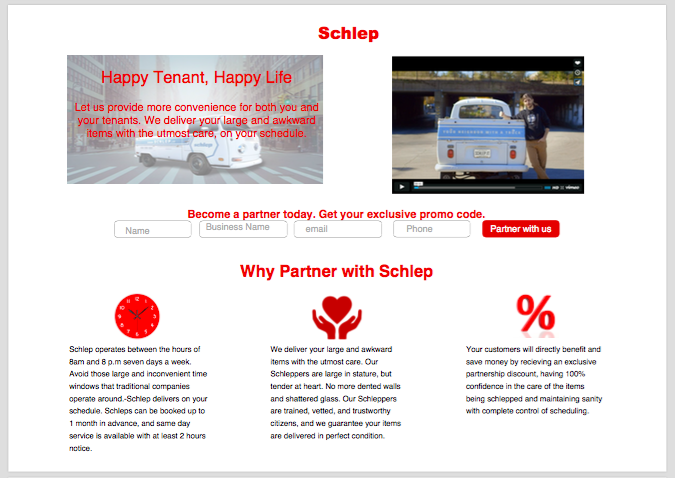 Schlep
Happy Tenant, Happy Life
Let us provide more convenience for both you and
your tenants. We deliver your large and awkward
items with the utmost care, on your schedule.
YOUR NEIGHBOR WITH A TRUCK
vimeo
Become a partner today. Get your exclusive promo code.
Name
Business Name
email
Phone
Partner with us
Why Partner with Schlep
Schlep operates between the hours of
8am and 8 p.m seven days a week.
Avoid those large and inconvenient time
windows that traditional companies
operate around.-Schlep delivers on your
schedule. Schleps can be booked up to
1 month in advance, and same day
service is available with at least 2 hours
notice.
We deliver your large and awkward
items with the utmost care. Our
Schleppers are large in stature, but
tender at heart. No more dented walls
and shattered glass. Our Schleppers
are trained, vetted, and trustworthy
citizens, and we guarantee your items
are delivered in perfect condition.
%
Your customers will directly benefit and
save money by recieving an exclusive
partnership discount, having 100%
confidence in the care of the items
being schlepped and maintaining sanity
with complete control of scheduling.